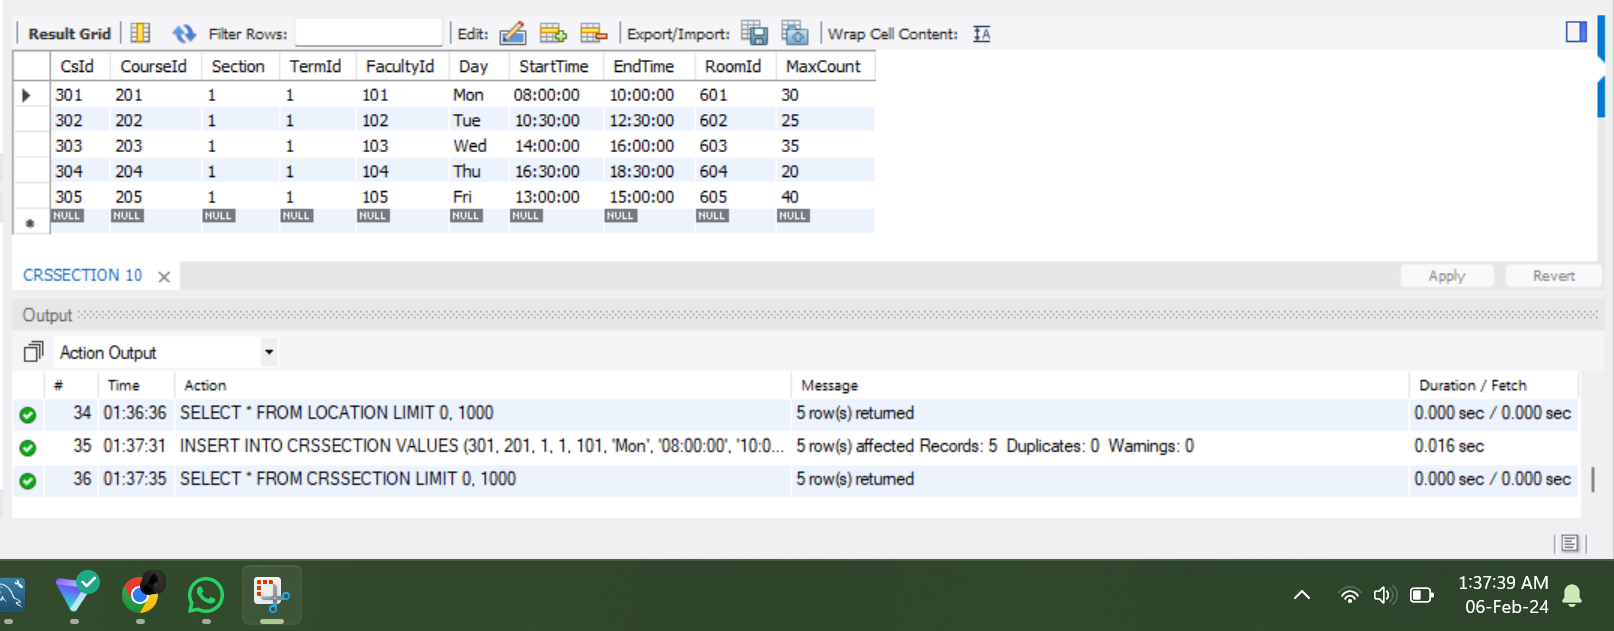 Result Grid Filter Rows: Edit: Export/Import: Wrap Cell Content: IA
CsId CourseId Section TermId FacultyId Day StartTime EndTime RoomId MaxCount
301 201 1 1 101 Mon 08:00:00 10:00:00 601 30
302 202 1 1 102 Tue 10:30:00 12:30:00 602 25
303 203 1 1 103 Wed 14:00:00 16:00:00 603 35
304 204 1 1 104 Thu 16:30:00 18:30:00 604 20
305 205 1 1 105 Fri 13:00:00 15:00:00 605 40
NULL NULL NULL NULL NULL NULL NULL NULL NULL NULL
CRSSECTION 10 Apply Revert
Output
Action Output
# Time Action Message Duration / Fetch
34 01:36:36 SELECT * FROM LOCATION LIMIT 0, 1000 5 row(s) returned 0.000 sec / 0.000 sec
35 01:37:31 INSERT INTO CRSSECTION VALUES (301, 201, 1, 1, 101, 'Mon', '08:00:00', '10:0... 5 row(s) affected Records: 5 Duplicates: 0 Warnings: 0 0.016 sec
36 01:37:35 SELECT * FROM CRSSECTION LIMIT 0, 1000 5 row(s) returned 0.000 sec / 0.000 sec
1:37:39 AM
06-Feb-24